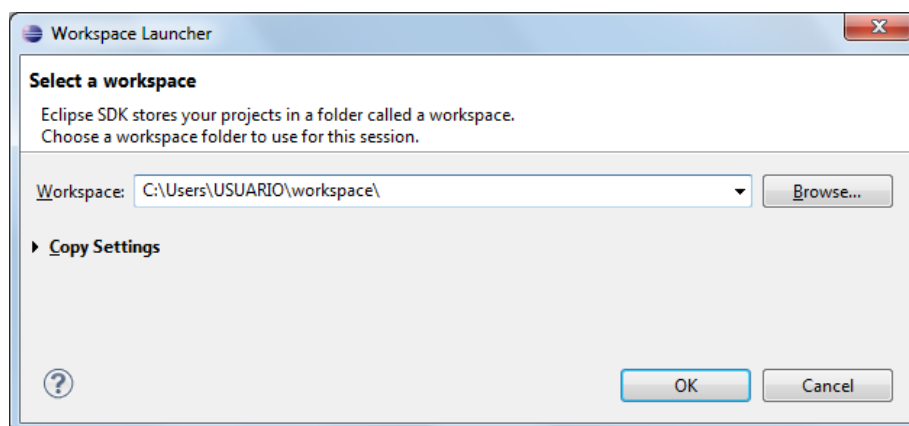 Workspace Launcher
X
Select a workspace
Eclipse SDK stores your projects in a folder called a workspace.
Choose a workspace folder to use for this session.
Workspace: C:\Users\USUARIO\workspace\ Browse...
Copy Settings
?
OK Cancel